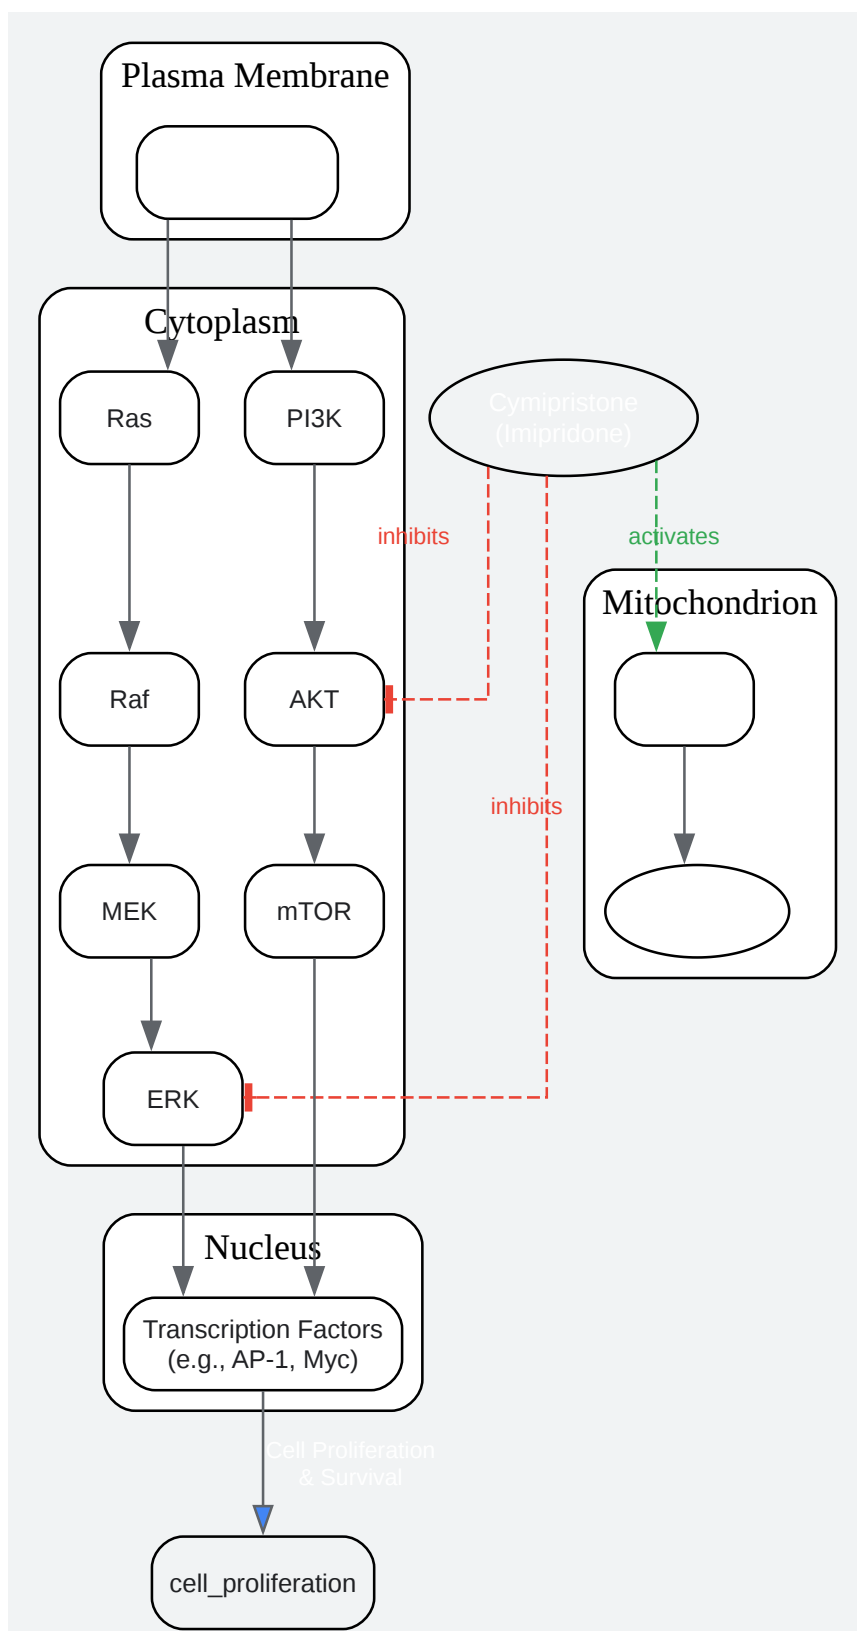 Plasma Membrane
Cytoplasm
Ras
PI3K
Cymipristone
(Imipridone)
inhibits
activates
Mitochondrion
Raf
AKT
inhibits
MEK
mTOR
ERK
Nucleus
Transcription Factors
(e.g., AP-1, Myc)
Cell Proliferation
& Survival
cell_proliferation